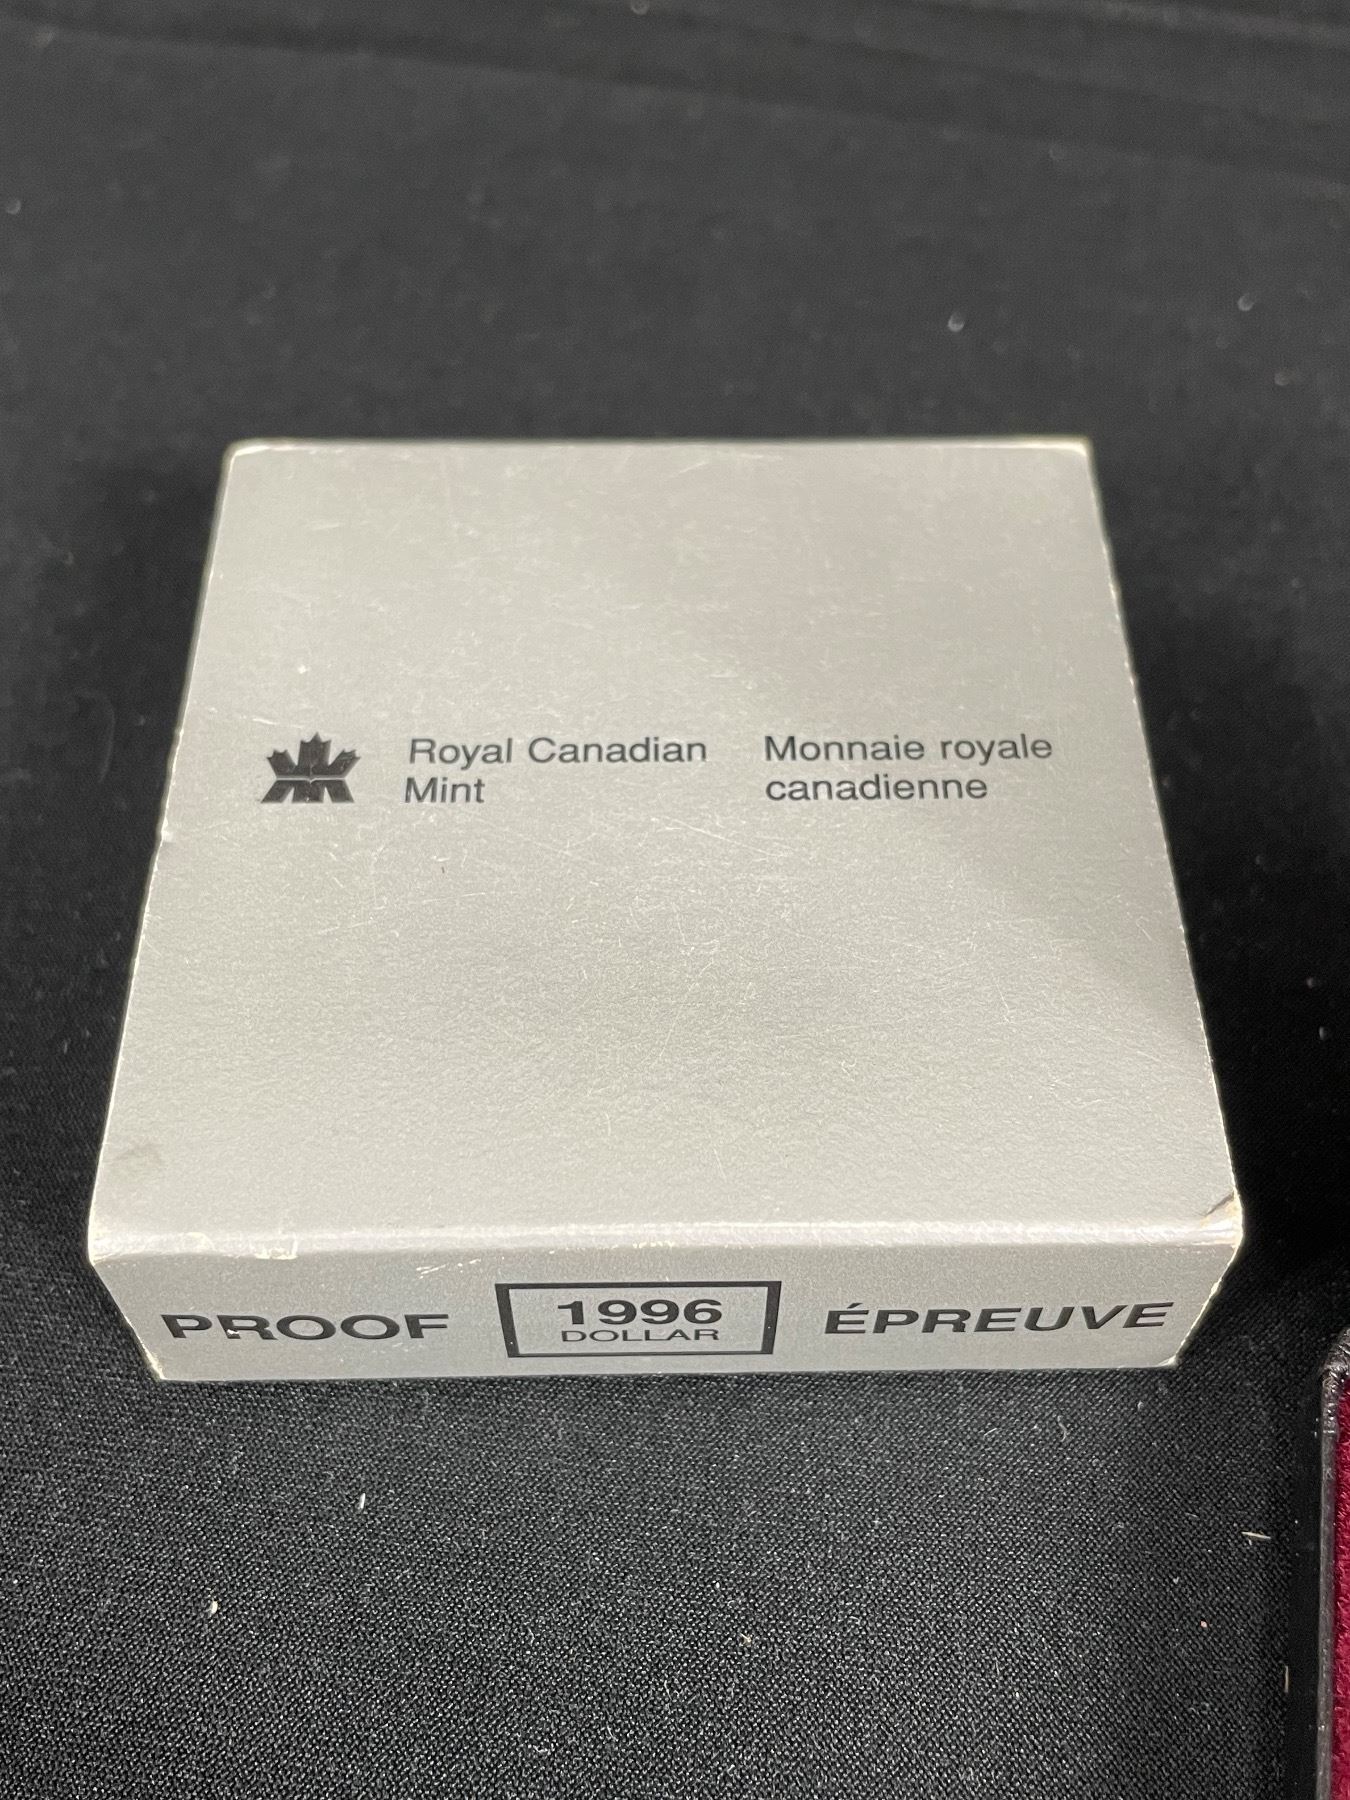 Royal Canadian
Mint
Monnaie royale
canadienne
PROOF
1996
DOLLAR
ÉPREUVE